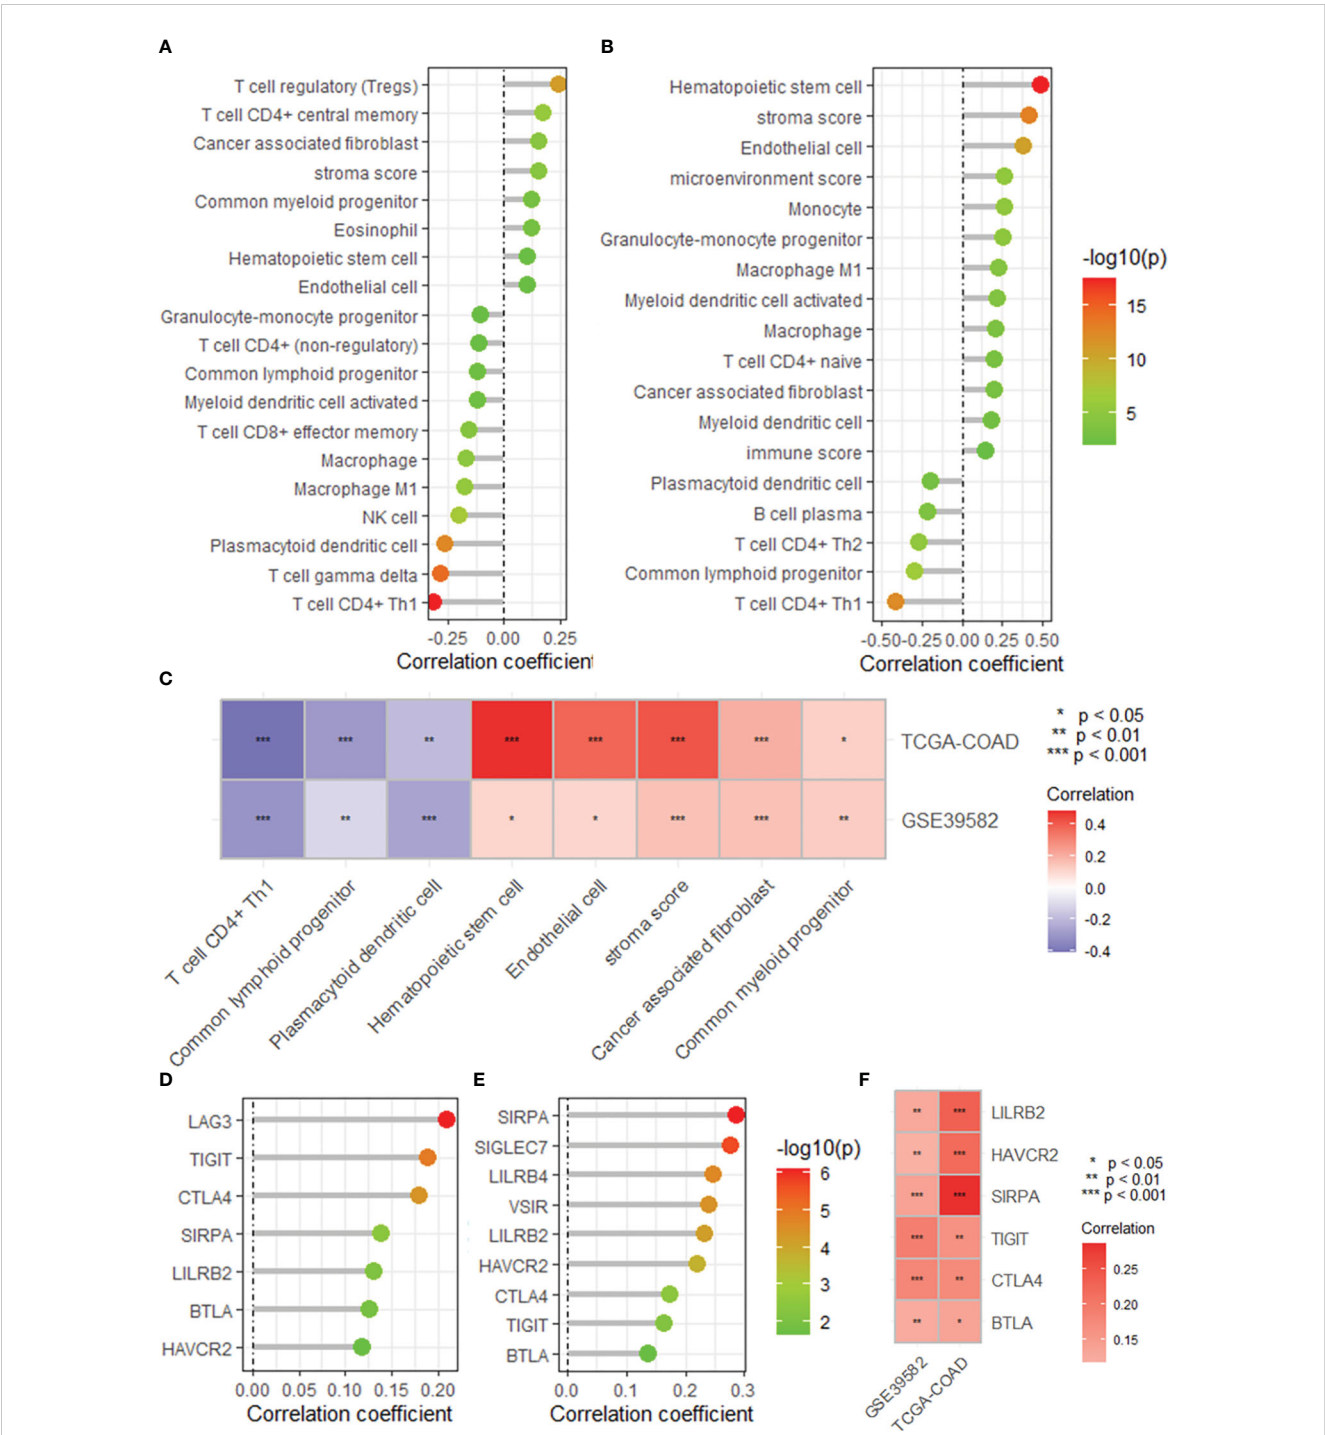 A
T cell regulatory (Tregs)
T cell CD4+ central memory
Cancer associated fibroblast
stroma score
Common myeloid progenitor
Eosinophil
Hematopoietic stem cell
Endothelial cell
Granulocyte-monocyte progenitor
T cell CD4+ (non-regulatory)
Common lymphoid progenitor
Myeloid dendritic cell activated
T cell CD8+ effector memory
Macrophage
Macrophage M1
NK cell
Plasmacytoid dendritic cell
T cell gamma delta
T cell CD4+ Th1
-0.25 0.00 0.25
Correlation coefficient
B
Hematopoietic stem cell
stroma score
Endothelial cell
microenvironment score
Monocyte
Granulocyte-monocyte progenitor
Macrophage M1
Myeloid dendritic cell activated
Macrophage
T cell CD4+ naive
Cancer associated fibroblast
Myeloid dendritic cell
immune score
Plasmacytoid dendritic cell
B cell plasma
T cell CD4+ Th2
Common lymphoid progenitor
T cell CD4+ Th1
-0.50 -0.25 0.00 0.25 0.50
Correlation coefficient
-log10(p)
15
10
5
C
*** *** ** *** *** *** *** *
TCGA-COAD
*** ** *** * * *** *** **
GSE39582
T cell CD4+ Th1
Common lymphoid progenitor
Plasmacytoid dendritic cell
Hematopoietic stem cell
Endothelial cell
stroma score
Cancer associated fibroblast
Common myeloid progenitor
* p < 0.05
** p < 0.01
*** p < 0.001
Correlation
0.4
0.2
0.0
-0.2
-0.4
D
LAG3
TIGIT
CTLA4
SIRPA
LILRB2
BTLA
HAVCR2
0.00 0.05 0.10 0.15 0.20
Correlation coefficient
E
SIRPA
SIGLEC7
LILRB4
VSIR
LILRB2
HAVCR2
CTLA4
TIGIT
BTLA
0.0 0.1 0.2 0.3
Correlation coefficient
-log10(p)
6
5
4
3
2
F
** *** LILRB2
** *** HAVCR2
*** *** SIRPA
*** ** TIGIT
*** ** CTLA4
** * BTLA
GSE39582
TCGA-COAD
* p < 0.05
** p < 0.01
*** p < 0.001
Correlation
0.25
0.20
0.15